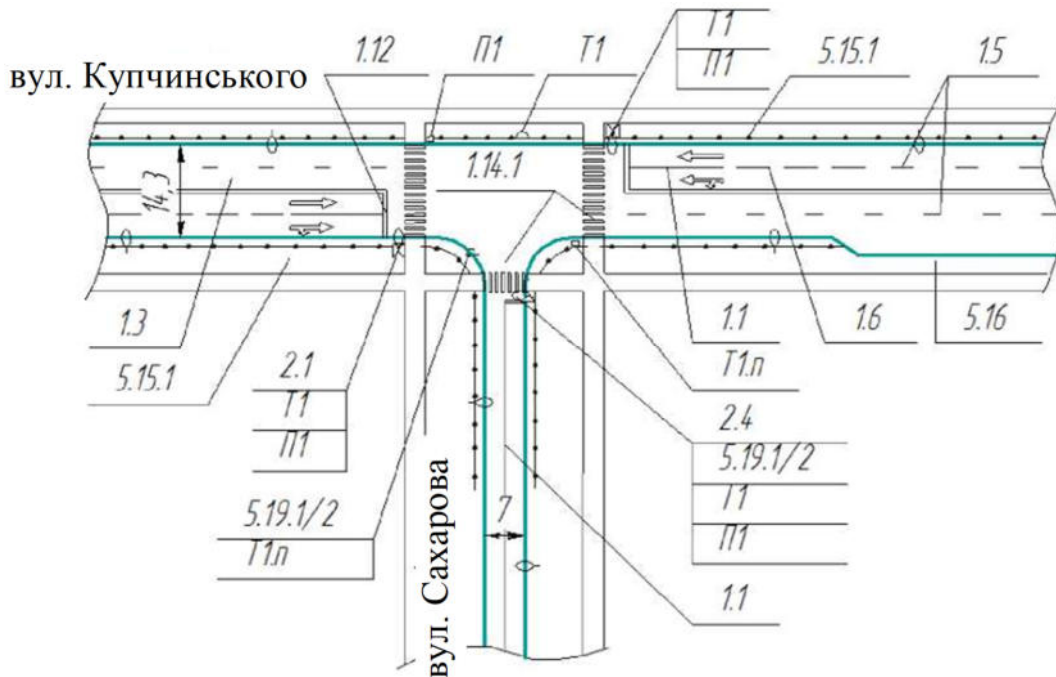 Т1
1.12
П1
Т1
П1
5.15.1
1.5
вул. Купчинського
1.14.1
14,3
1.3
1.1
1.6
5.16
5.15.1
2.1
Т1
П1
Т1.п
2.4
5.19.1/2
Т1
П1
5.19.1/2
Т1.п
7
вул. Сахарова
1.1